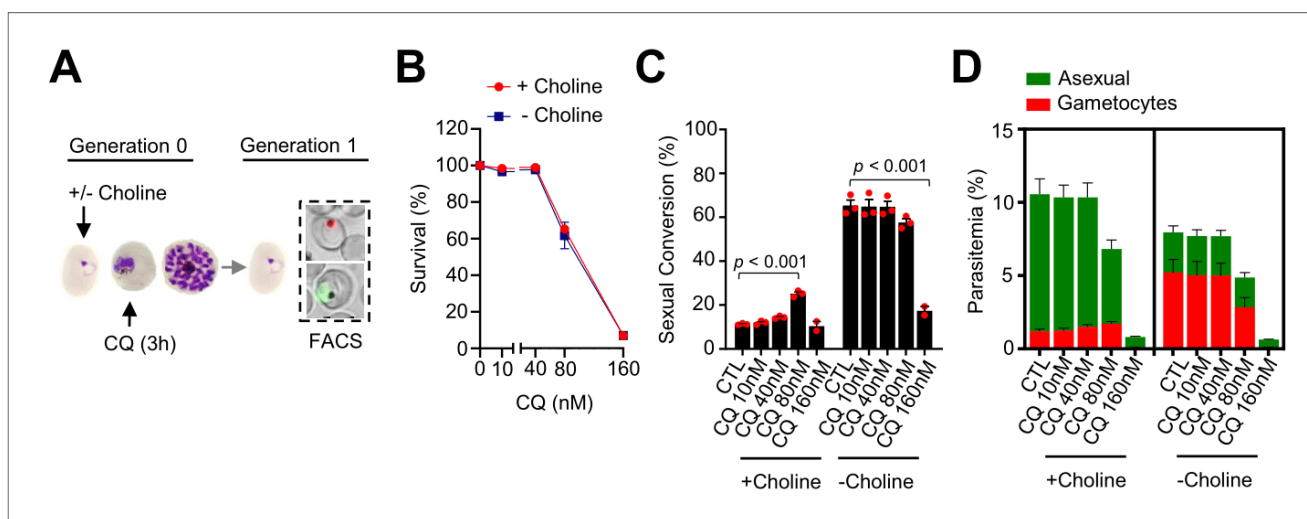 A
Generation 0
Generation 1
+/- Choline
CQ (3h)
FACS
B
+ Choline
- Choline
120
100
80
60
40
20
0
Survival (%)
0 10 40 80 160
CQ (nM)
C
100
80
60
40
20
0
Sexual Conversion (%)
p < 0.001
p < 0.001
CTL
CQ 10nM
CQ 40nM
CQ 80nM
CQ 160nM
CTL
CQ 10nM
CQ 40nM
CQ 80nM
CQ 160nM
+Choline
-Choline
D
Asexual
Gametocytes
15
10
5
0
Parasitemia (%)
CTL
CQ 10nM
CQ 40nM
CQ 80nM
CQ 160nM
CTL
CQ 10nM
CQ 40nM
CQ 80nM
CQ 160nM
+Choline
-Choline